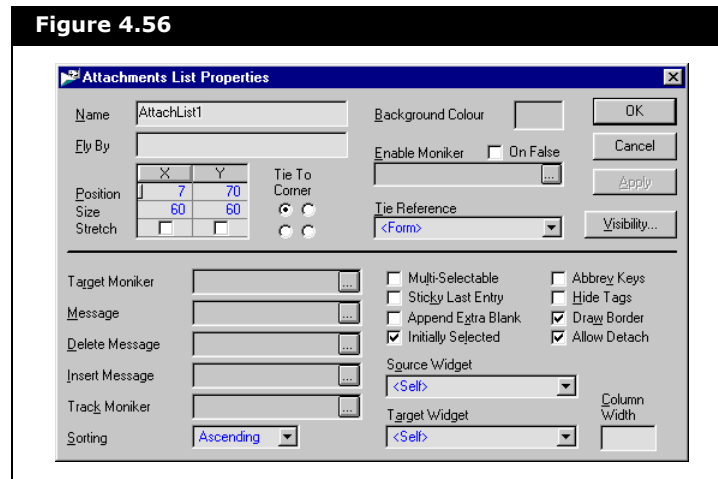 Figure 4.56
Attachments List Properties
Name AttachList1
Fly By
X Y
Position 7 70
Size 60 60
Stretch
Tie To
Corner
Background Colour
Enable Moniker On False
...
Tie Reference
<Form>
OK
Cancel
Apply
Visibility...
Target Moniker ...
Message ...
Delete Message ...
Insert Message ...
Track Moniker ...
Sorting Ascending
Multi-Selectable
Sticky Last Entry
Append Extra Blank
Initially Selected
Abbrev Keys
Hide Tags
Draw Border
Allow Detach
Source Widget
<Self>
Target Widget
<Self>
Column
Width